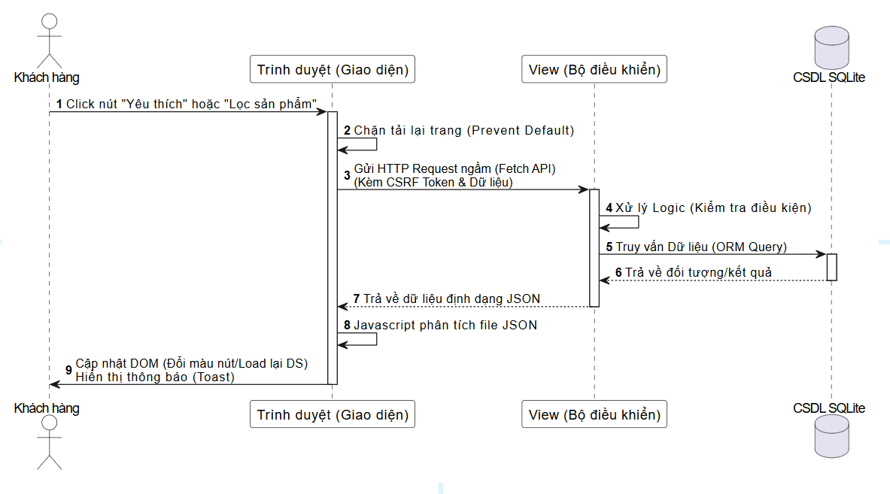 Khách hàng
Trình duyệt (Giao diện)
View (Bộ điều khiển)
CSDL SQLite
1 Click nút "Yêu thích" hoặc "Lọc sản phẩm"
2 Chặn tải lại trang (Prevent Default)
3 Gửi HTTP Request ngầm (Fetch API)
(Kèm CSRF Token & Dữ liệu)
4 Xử lý Logic (Kiểm tra điều kiện)
5 Truy vấn Dữ liệu (ORM Query)
6 Trả về đối tượng/kết quả
7 Trả về dữ liệu định dạng JSON
8 Javascript phân tích file JSON
9 Cập nhật DOM (Đổi màu nút/Load lại DS)
Hiển thị thông báo (Toast)
Khách hàng
Trình duyệt (Giao diện)
View (Bộ điều khiển)
CSDL SQLite